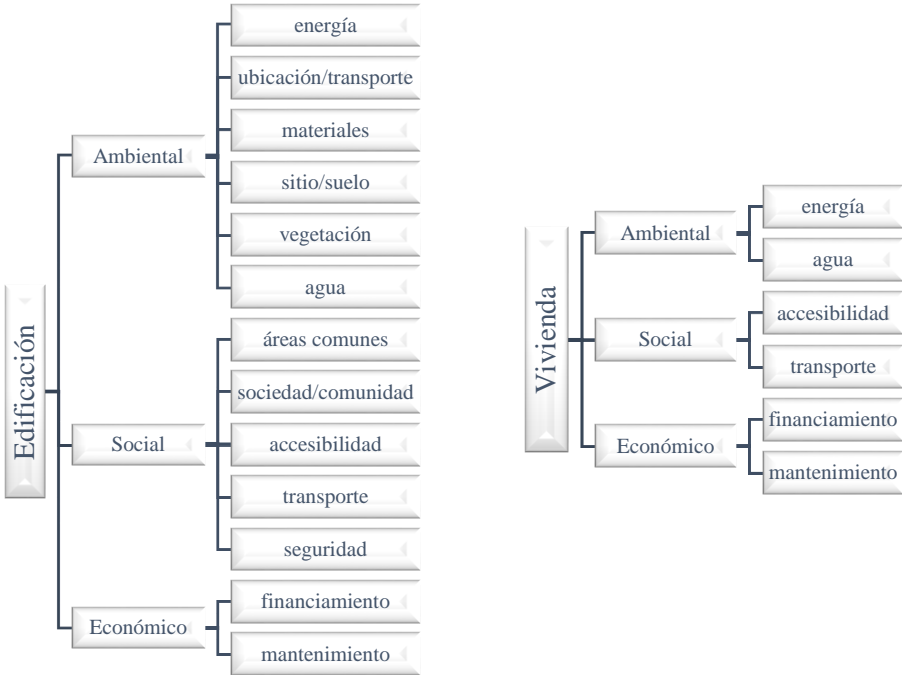 Edificación
Ambiental
energía
ubicación/transporte
materiales
sitio/suelo
vegetación
agua
Social
áreas comunes
sociedad/comunidad
accesibilidad
transporte
seguridad
Económico
financiamiento
mantenimiento
Vivienda
Ambiental
energía
agua
Social
accesibilidad
transporte
Económico
financiamiento
mantenimiento